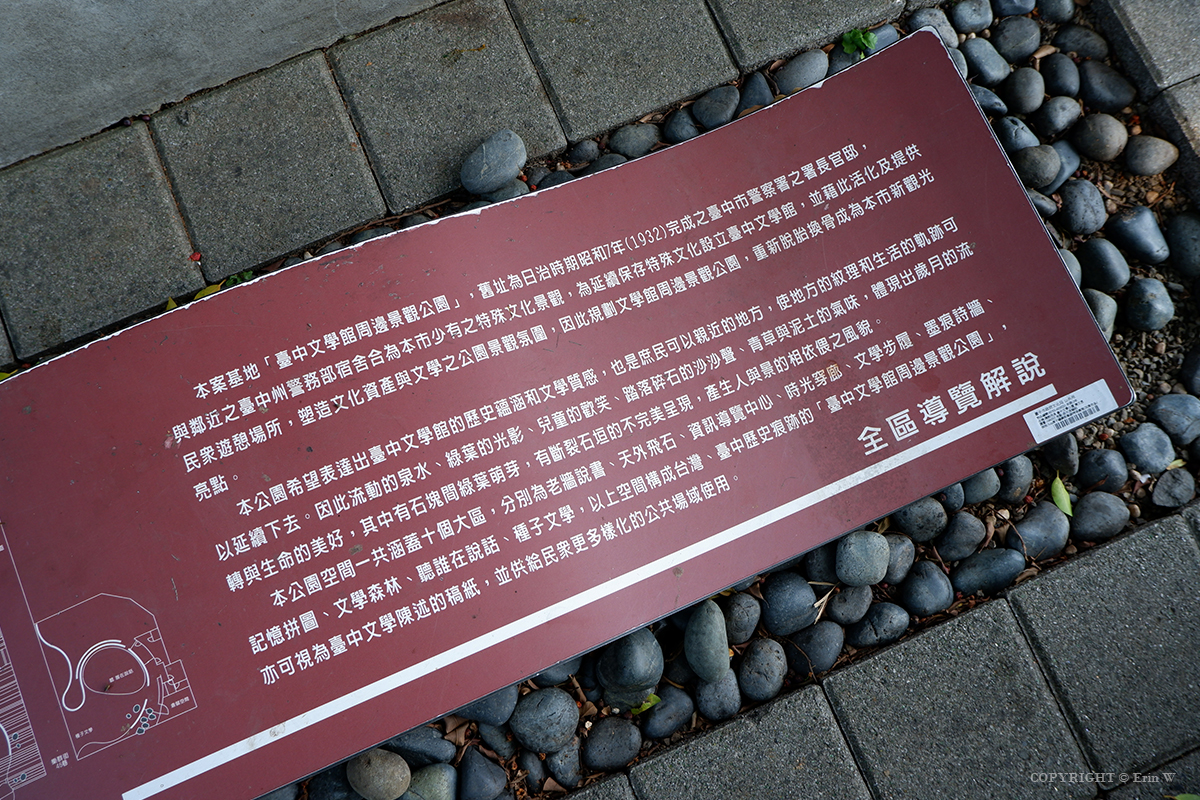 本案基地「臺中文學館周邊景觀公園」，舊址為日治時期昭和7年(1932)完成之臺中市警察署之署長官邸，
與鄰近之臺中州警務部宿舍合為本市少有之特殊文化景觀，為延續保存特殊文化設立臺中文學館，並藉此活化及提供
民眾遊憩場所，塑造文化資產與文學之公園景觀氛圍，因此規劃文學館周邊景觀公園，重新脫胎換骨成為本市新觀光
亮點。
本公園希望表達出臺中文學館的歷史蘊涵和文學質感，也是庶民可以親近的地方，使地方的紋理和生活的軌跡可
以延續下去。因此流動的泉水、綠葉的光影、兒童的歡笑、踏落碎石的沙沙聲、青草與泥土的氣味，體現出歲月的流
轉與生命的美好，其中有石塊間綠葉萌芽，有斷裂石垣的不完美呈現，產生人與景的相依偎之風貌。
本公園空間一共涵蓋十個大區，分別為老牆說書、天外飛石、資訊導覽中心、時光穿廊、文學步履、墨痕詩牆、
記憶拼圖、文學森林、聽誰在說話、種子文學，以上空間構成台灣、臺中歷史痕跡的「臺中文學館周邊景觀公園」，
亦可視為臺中文學陳述的稿紙，並供給民眾更多樣化的公共場域使用。
全區導覽解說
種子文學
樂群街
48巷
COPYRIGHT © Erin W